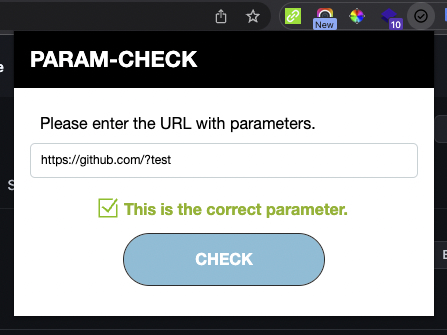 New
10
PARAM-CHECK
Please enter the URL with parameters.
https://github.com/?test
This is the correct parameter.
CHECK